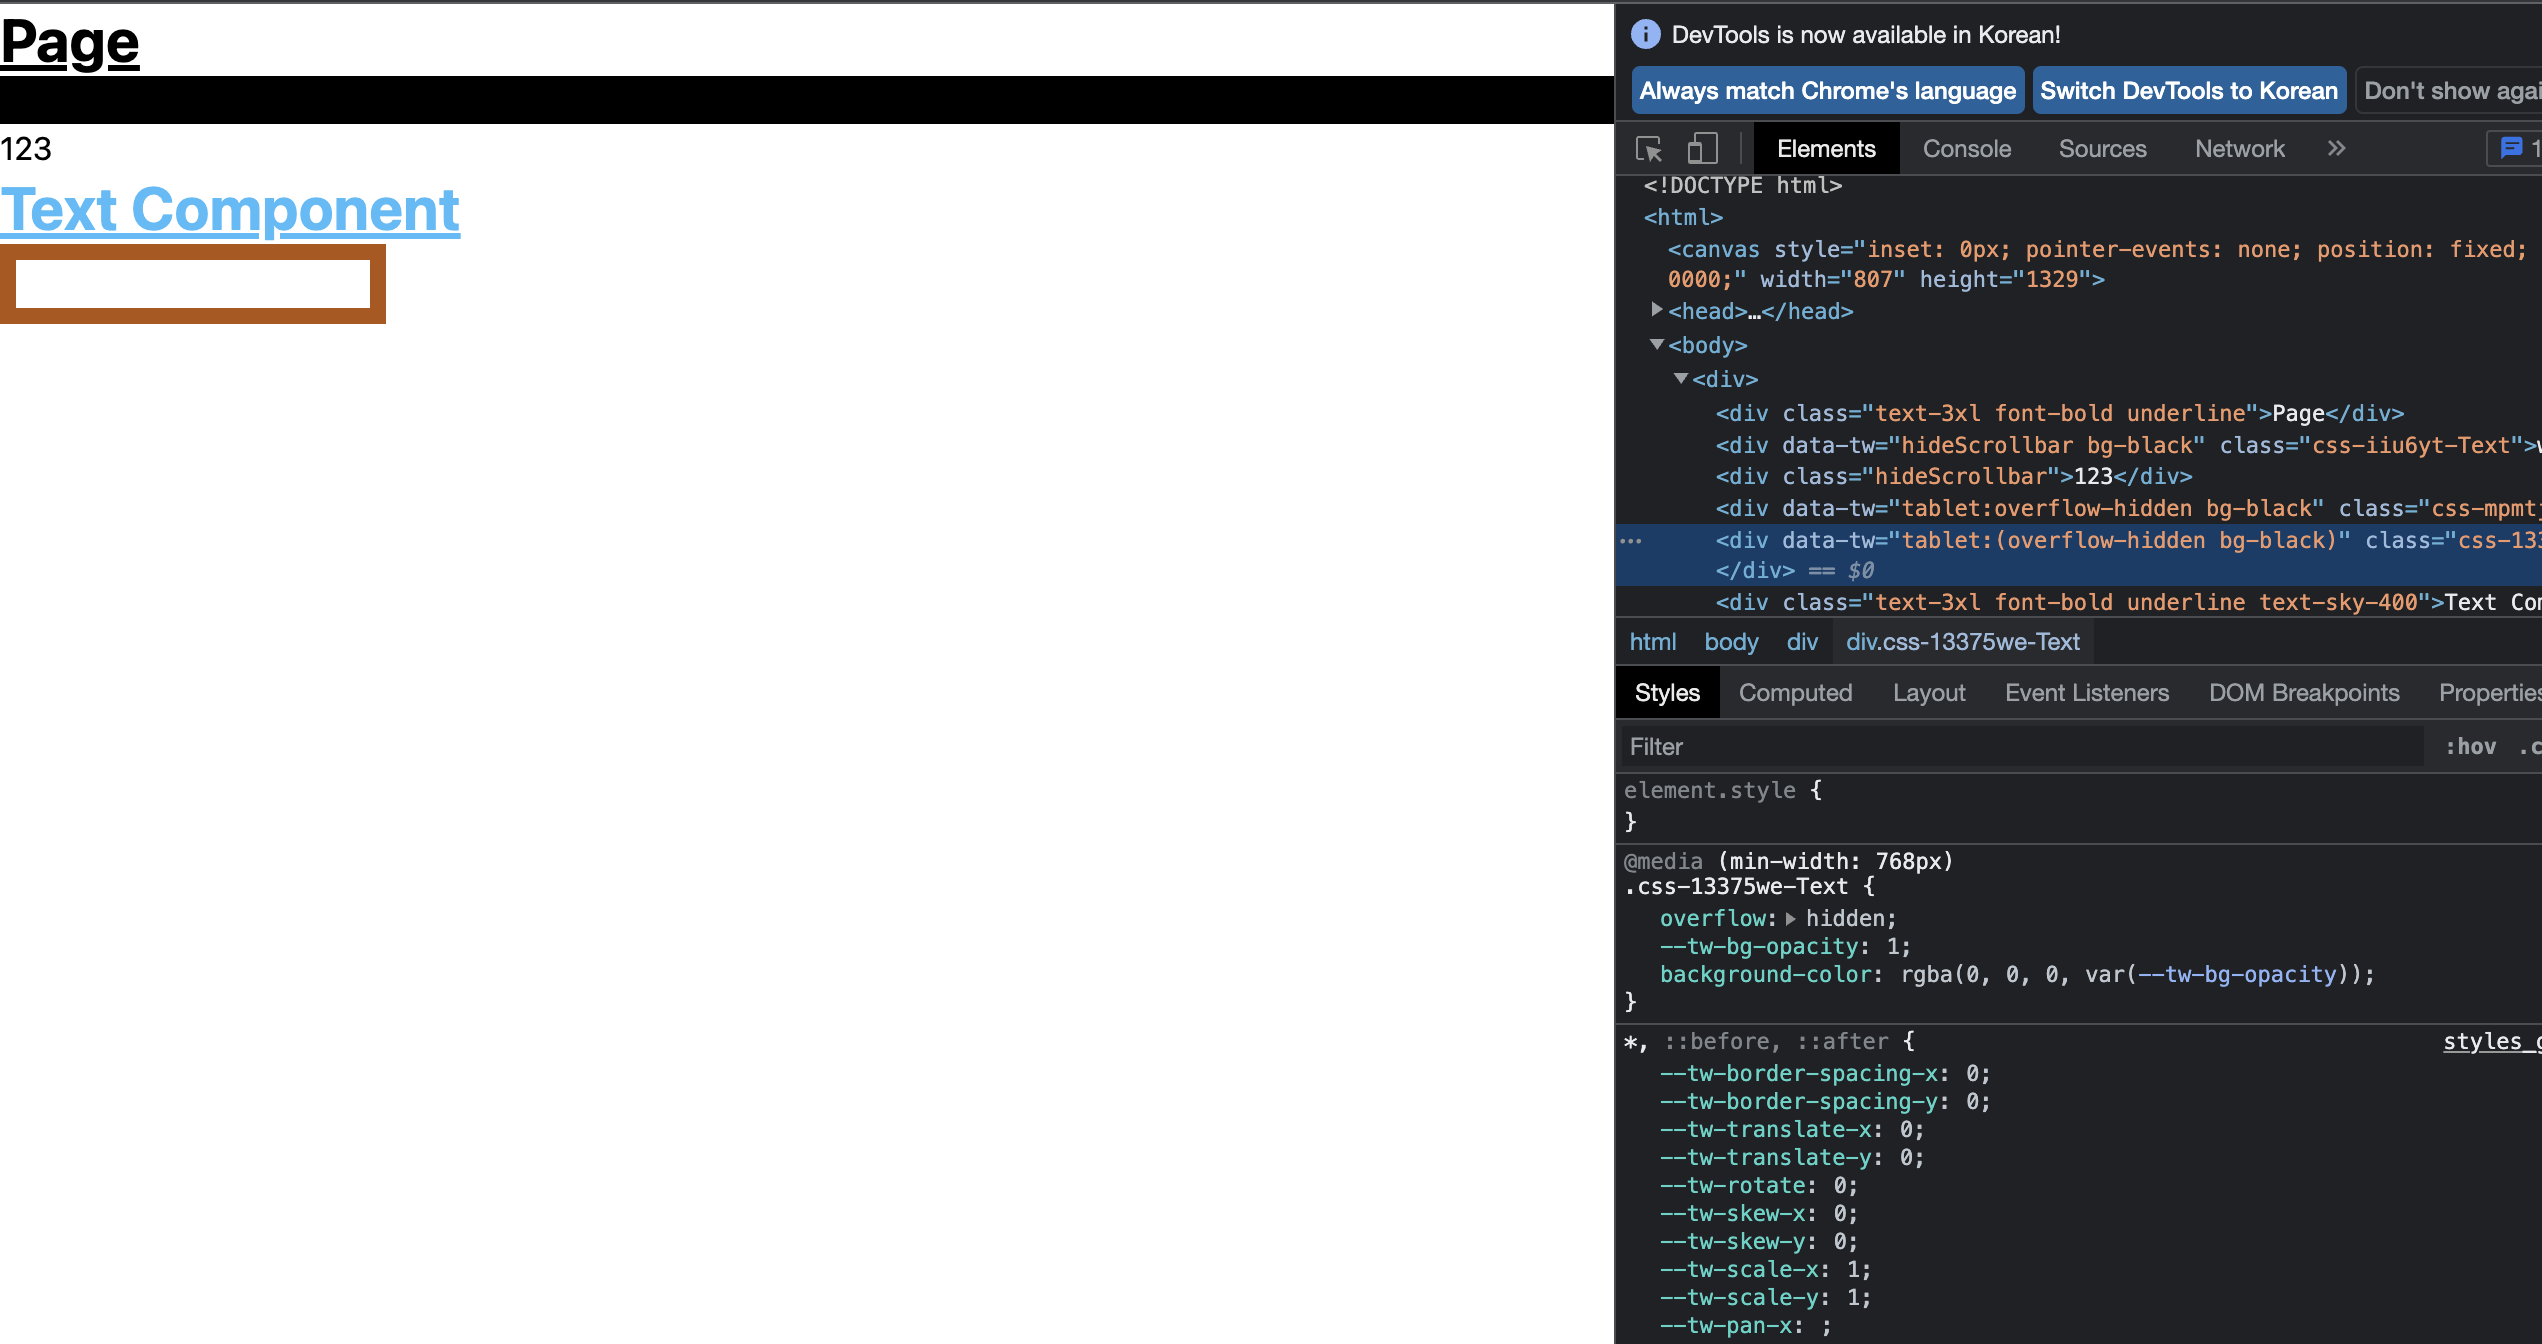 Page
123
Text Component
DevTools is now available in Korean!
Always match Chrome's language
Switch DevTools to Korean
Don't show agai
Elements
Console
Sources
Network
»
1
<!DOCTYPE html>
<html>
<canvas style="inset: 0px; pointer-events: none; position: fixed;
0000;" width="807" height="1329">
<head>…</head>
<body>
<div>
<div class="text-3xl font-bold underline">Page</div>
<div data-tw="hideScrollbar bg-black" class="css-iiu6yt-Text">
<div class="hideScrollbar">123</div>
<div data-tw="tablet:overflow-hidden bg-black" class="css-mpmt
<div data-tw="tablet:(overflow-hidden bg-black)" class="css-133
</div> == $0
<div class="text-3xl font-bold underline text-sky-400">Text Com
html body div div.css-13375we-Text
Styles
Computed
Layout
Event Listeners
DOM Breakpoints
Properties
Filter
:hov
.c
element.style {
}
@media (min-width: 768px)
.css-13375we-Text {
overflow: hidden;
--tw-bg-opacity: 1;
background-color: rgba(0, 0, 0, var(--tw-bg-opacity));
}
*, ::before, ::after {
styles_g
--tw-border-spacing-x: 0;
--tw-border-spacing-y: 0;
--tw-translate-x: 0;
--tw-translate-y: 0;
--tw-rotate: 0;
--tw-skew-x: 0;
--tw-skew-y: 0;
--tw-scale-x: 1;
--tw-scale-y: 1;
--tw-pan-x: ;